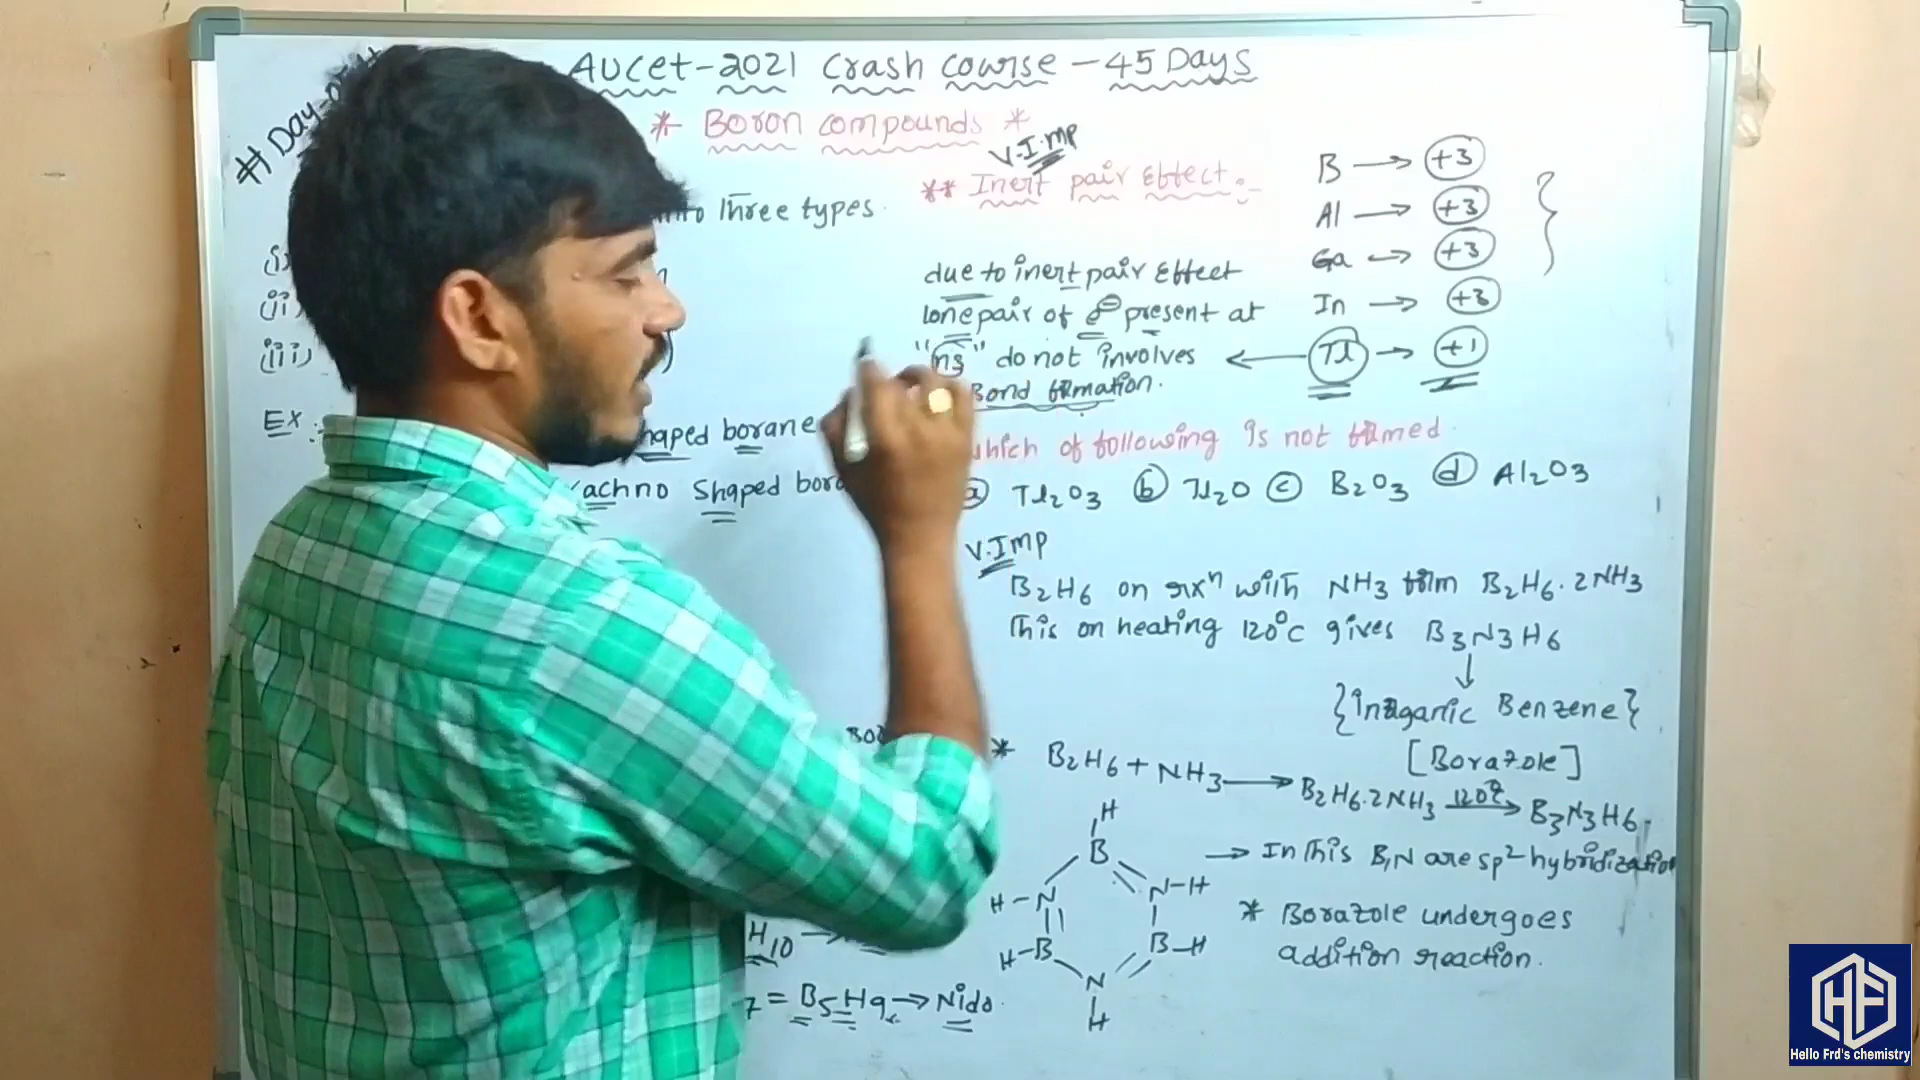 AUCET-2021 Crash Course - 45 Days
# Day-
* Boron compounds *
V.Imp
** Inert pair effect :-
into Three types.
(i)
(ii)
(iii)
due to inert pair effect
lone pair of e⊖ present at
"ns" do not involves
Bond formation.
B → +3
Al → +3
Ga → +3
In → +3
Tl → +1
Ex :-
shaped borane
achno shaped
which of following is not formed.
a Tl2O3 b Tl2O c B2O3 d Al2O3
V.Imp
B2H6 on rxn with NH3 form B2H6.2NH3
This on heating 120°C gives B3N3H6
↓
{Inorganic Benzene}
[Borazole]
* B2H6 + NH3 → B2H6.2NH3 120°C → B3N3H6.
H
B
H-N N-H
H-B B-H
N
H
→ In This B,N are sp2 hybridization
* Borazole undergoes
addition reaction.
H10 →
= B5H9 → Nido.
HF
Hello Frd's chemistry